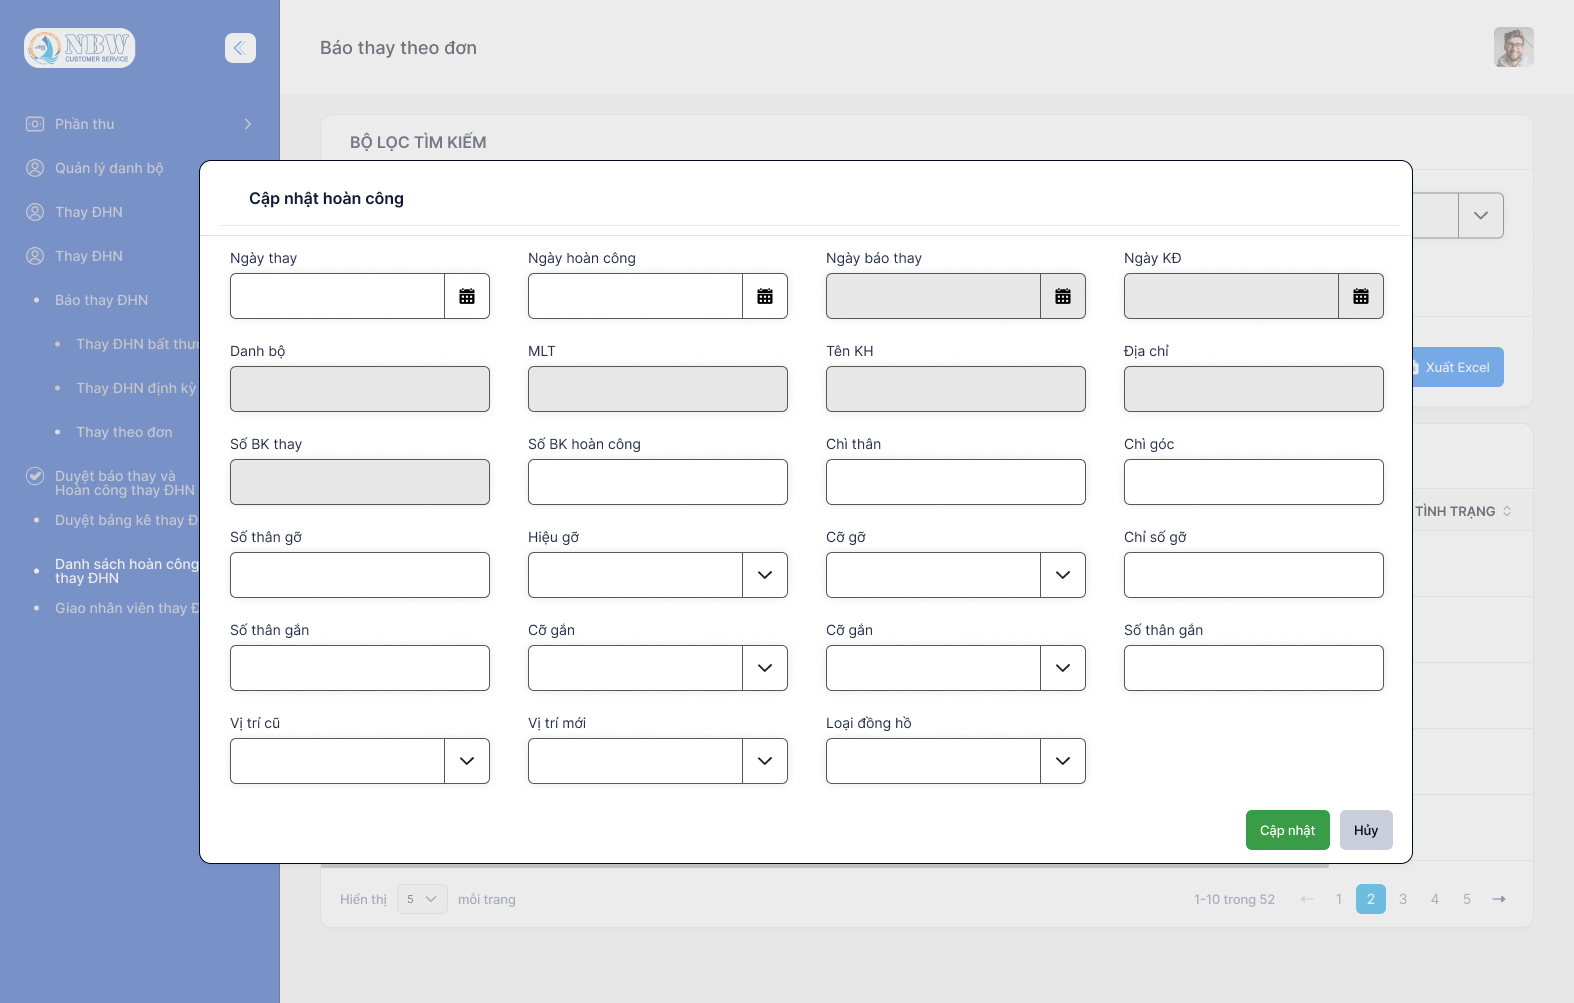 NBW
CUSTOMER SERVICE
Báo thay theo đơn
Phần thu
Quản lý danh bộ
Thay ĐHN
Thay ĐHN
Báo thay ĐHN
Thay ĐHN bất thư
Thay ĐHN định kỳ
Thay theo đơn
Duyệt báo thay và
Hoàn công thay ĐHN
Duyệt bảng kê thay Đ
Danh sách hoàn công
thay ĐHN
Giao nhân viên thay Đ
BỘ LỌC TÌM KIẾM
Cập nhật hoàn công
Ngày thay
Ngày hoàn công
Ngày báo thay
Ngày KĐ
Danh bộ
MLT
Tên KH
Địa chỉ
Số BK thay
Số BK hoàn công
Chì thân
Chì góc
Số thân gỡ
Hiệu gỡ
Cỡ gỡ
Chỉ số gỡ
Số thân gắn
Cỡ gắn
Cỡ gắn
Số thân gắn
Vị trí cũ
Vị trí mới
Loại đồng hồ
Cập nhật
Hủy
Xuất Excel
TÌNH TRẠNG
Hiển thị 5 mỗi trang
1-10 trong 52 ← 1 2 3 4 5 →